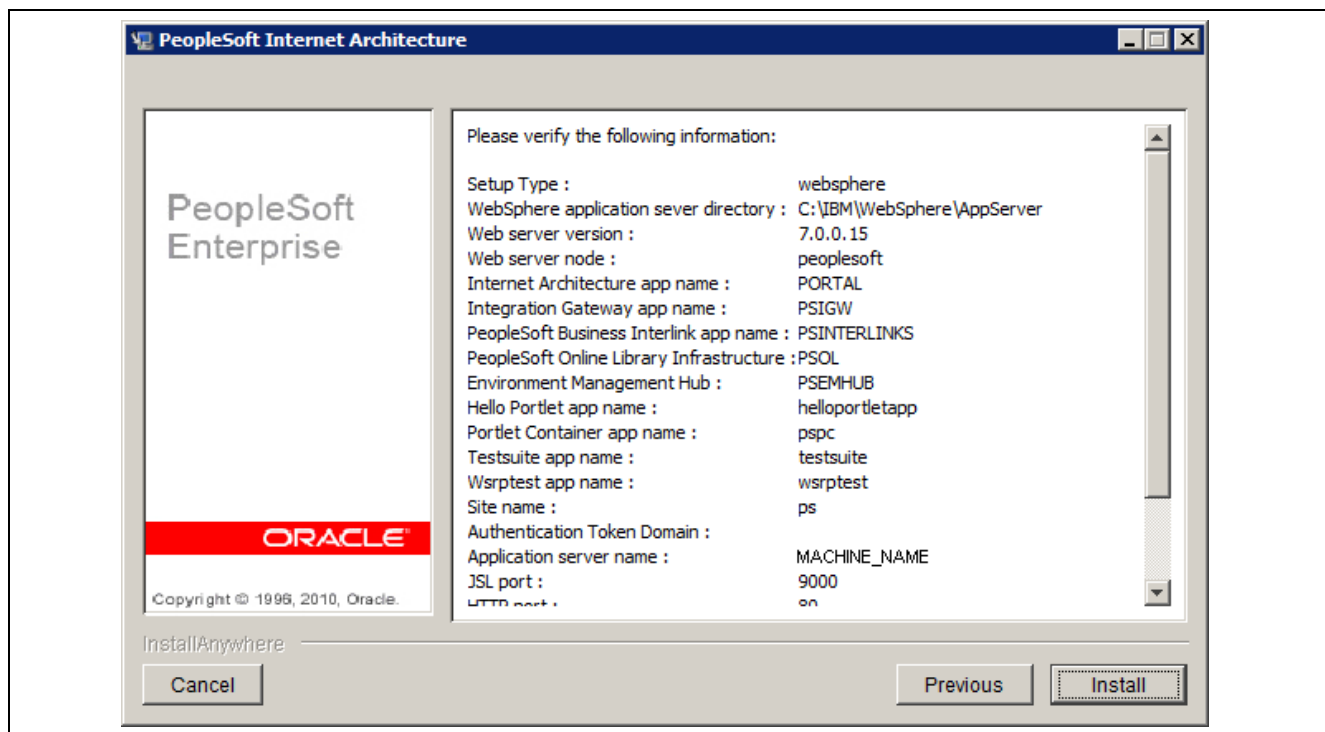 PeopleSoft Internet Architecture
PeopleSoft
Enterprise
ORACLE
Copyright © 1996, 2010, Oracle.
Please verify the following information:
Setup Type : websphere
WebSphere application sever directory : C:\IBM\WebSphere\AppServer
Web server version : 7.0.0.15
Web server node : peoplesoft
Internet Architecture app name : PORTAL
Integration Gateway app name : PSIGW
PeopleSoft Business Interlink app name : PSINTERLINKS
PeopleSoft Online Library Infrastructure :PSOL
Environment Management Hub : PSEMHUB
Hello Portlet app name : helloportletapp
Portlet Container app name : pspc
Testsuite app name : testsuite
Wsrptest app name : wsrptest
Site name : ps
Authentication Token Domain :
Application server name : MACHINE_NAME
JSL port : 9000
HTTP port : 80
InstallAnywhere
Cancel
Previous
Install